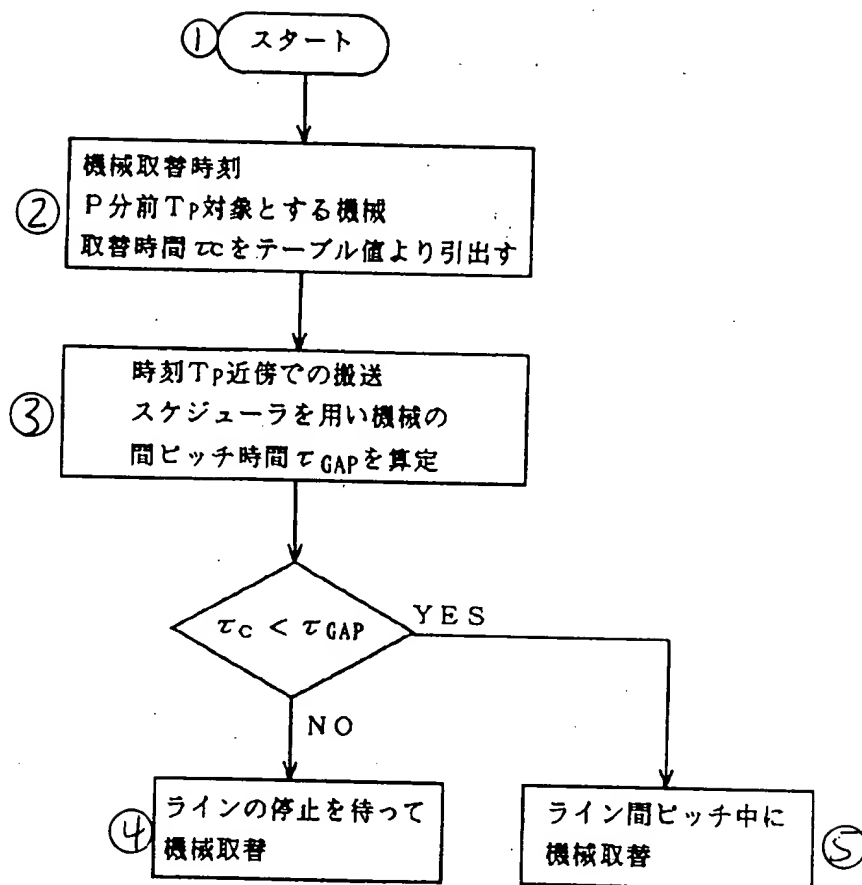 ① スタート
機械取替時刻
② P分前TP対象とする機械
取替時間τCをテーブル値より引出す
時刻TP近傍での搬送
③ スケジューラを用い機械の
間ピッチ時間τGAPを算定
τC < τGAP
YES
NO
ラインの停止を待って
④ 機械取替
ライン間ピッチ中に
機械取替 ⑤